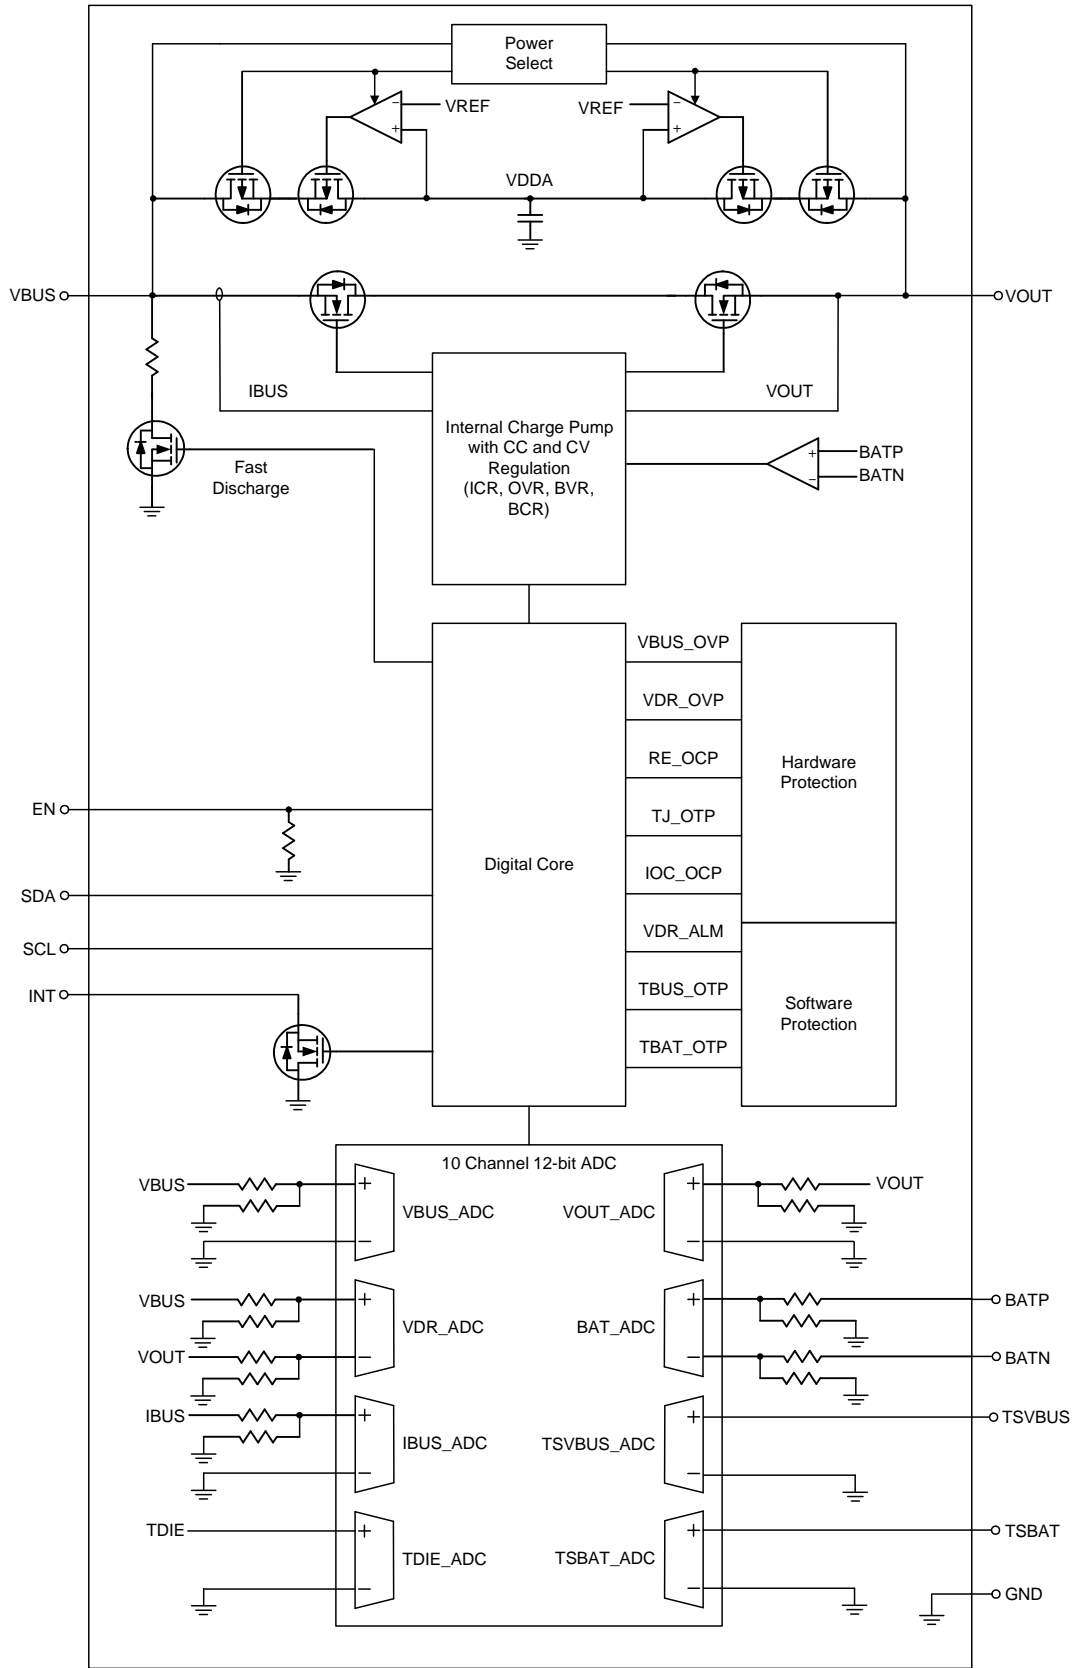 Power
Select
VREF
VREF
VDDA
VBUS
VOUT
IBUS
VOUT
Internal Charge Pump
with CC and CV
Regulation
(ICR, OVR, BVR,
BCR)
BATP
BATN
Fast
Discharge
VBUS_OVP
VDR_OVP
RE_OCP
TJ_OTP
IOC_OCP
VDR_ALM
TBUS_OTP
TBAT_OTP
Hardware
Protection
Software
Protection
Digital Core
EN
SDA
SCL
INT
10 Channel 12-bit ADC
VBUS
VBUS_ADC
VOUT_ADC
VOUT
VBUS
VDR_ADC
VOUT
BAT_ADC
BATP
BATN
IBUS
IBUS_ADC
TSVBUS_ADC
TSVBUS
TDIE
TDIE_ADC
TSBAT_ADC
TSBAT
GND